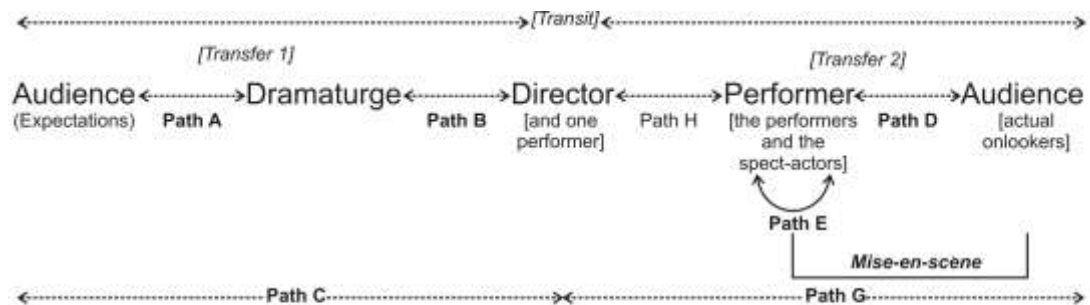 [Transit]
[Transfer 1] [Transfer 2]
Audience Dramaturge Director Performer Audience
(Expectations) Path A Path B [and one Path H [the performers Path D [actual
performer] and the onlookers]
spect-actors]
Path E
Mise-en-scène
Path C Path G